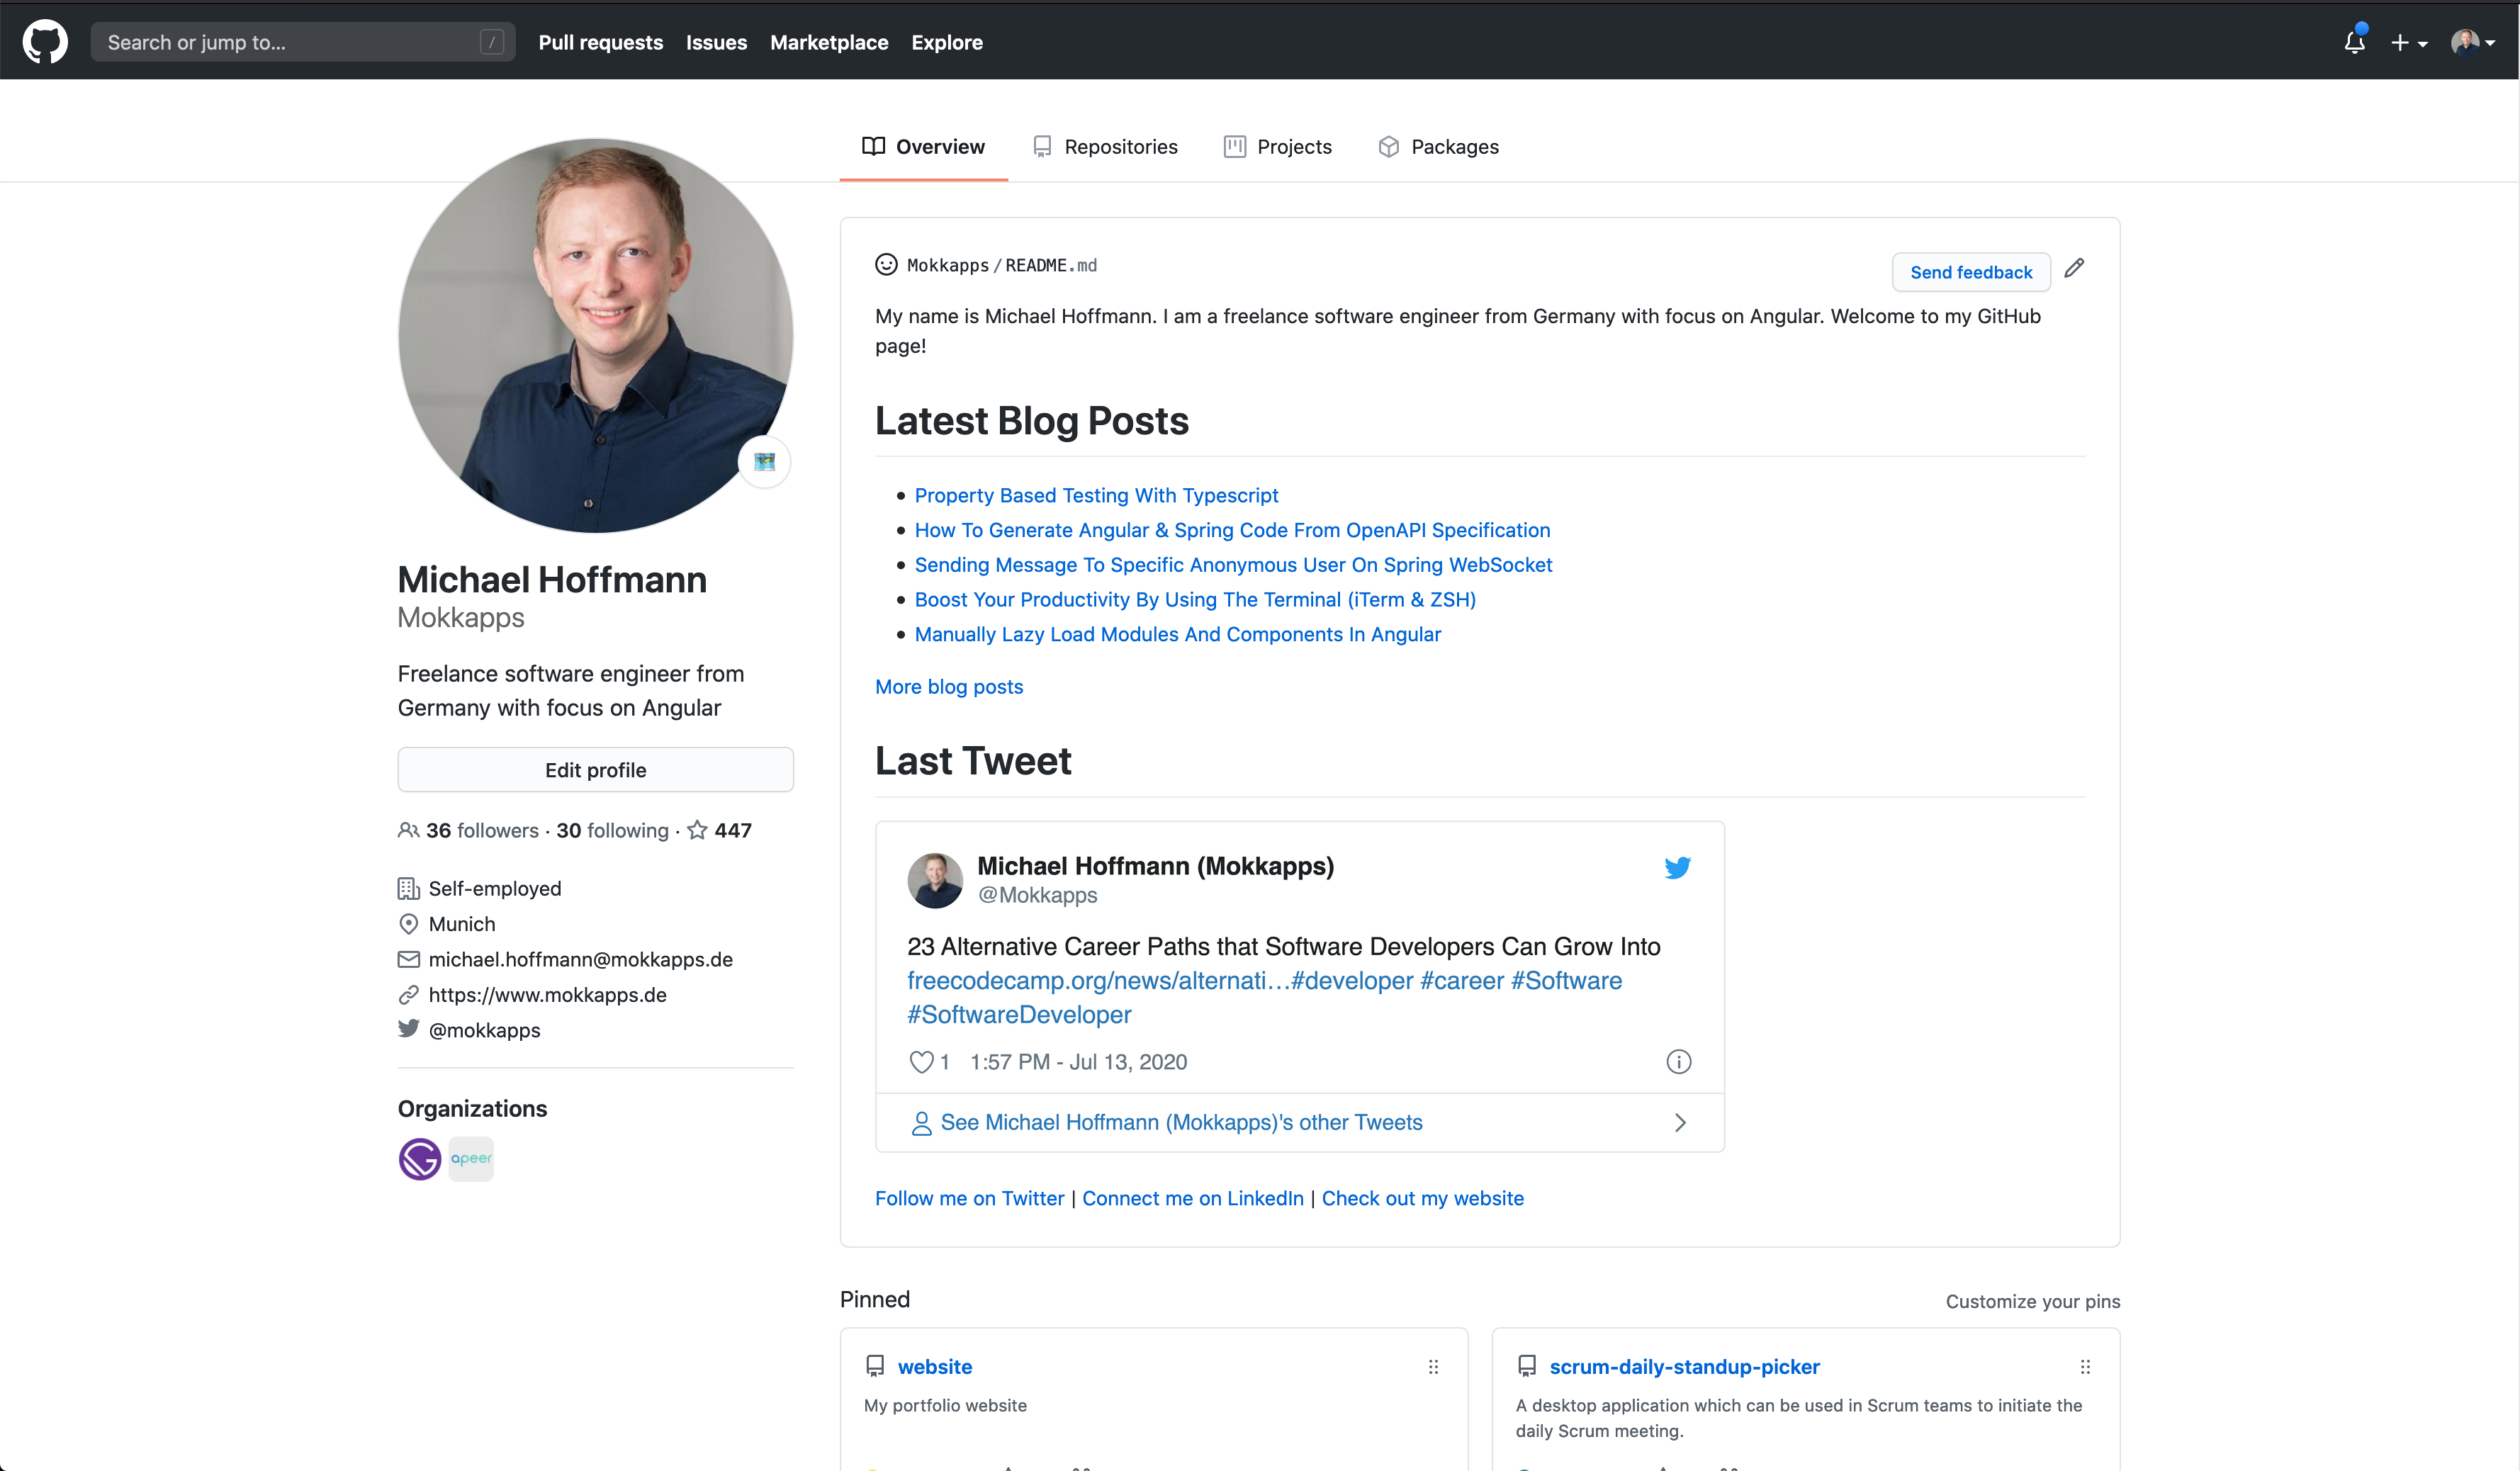 Search or jump to... /
Pull requests
Issues
Marketplace
Explore
Overview
Repositories
Projects
Packages
Michael Hoffmann
Mokkapps
Freelance software engineer from
Germany with focus on Angular
Edit profile
36 followers · 30 following · 447
Self-employed
Munich
michael.hoffmann@mokkapps.de
https://www.mokkapps.de
@mokkapps
Organizations
apeer
Mokkapps/README.md
Send feedback
My name is Michael Hoffmann. I am a freelance software engineer from Germany with focus on Angular. Welcome to my GitHub
page!
Latest Blog Posts
• Property Based Testing With Typescript
• How To Generate Angular & Spring Code From OpenAPI Specification
• Sending Message To Specific Anonymous User On Spring WebSocket
• Boost Your Productivity By Using The Terminal (iTerm & ZSH)
• Manually Lazy Load Modules And Components In Angular
More blog posts
Last Tweet
Michael Hoffmann (Mokkapps)
@Mokkapps
23 Alternative Career Paths that Software Developers Can Grow Into
freecodecamp.org/news/alternati…#developer #career #Software
#SoftwareDeveloper
1 1:57 PM - Jul 13, 2020
See Michael Hoffmann (Mokkapps)'s other Tweets
Follow me on Twitter | Connect me on LinkedIn | Check out my website
Pinned
Customize your pins
website
My portfolio website
scrum-daily-standup-picker
A desktop application which can be used in Scrum teams to initiate the
daily Scrum meeting.